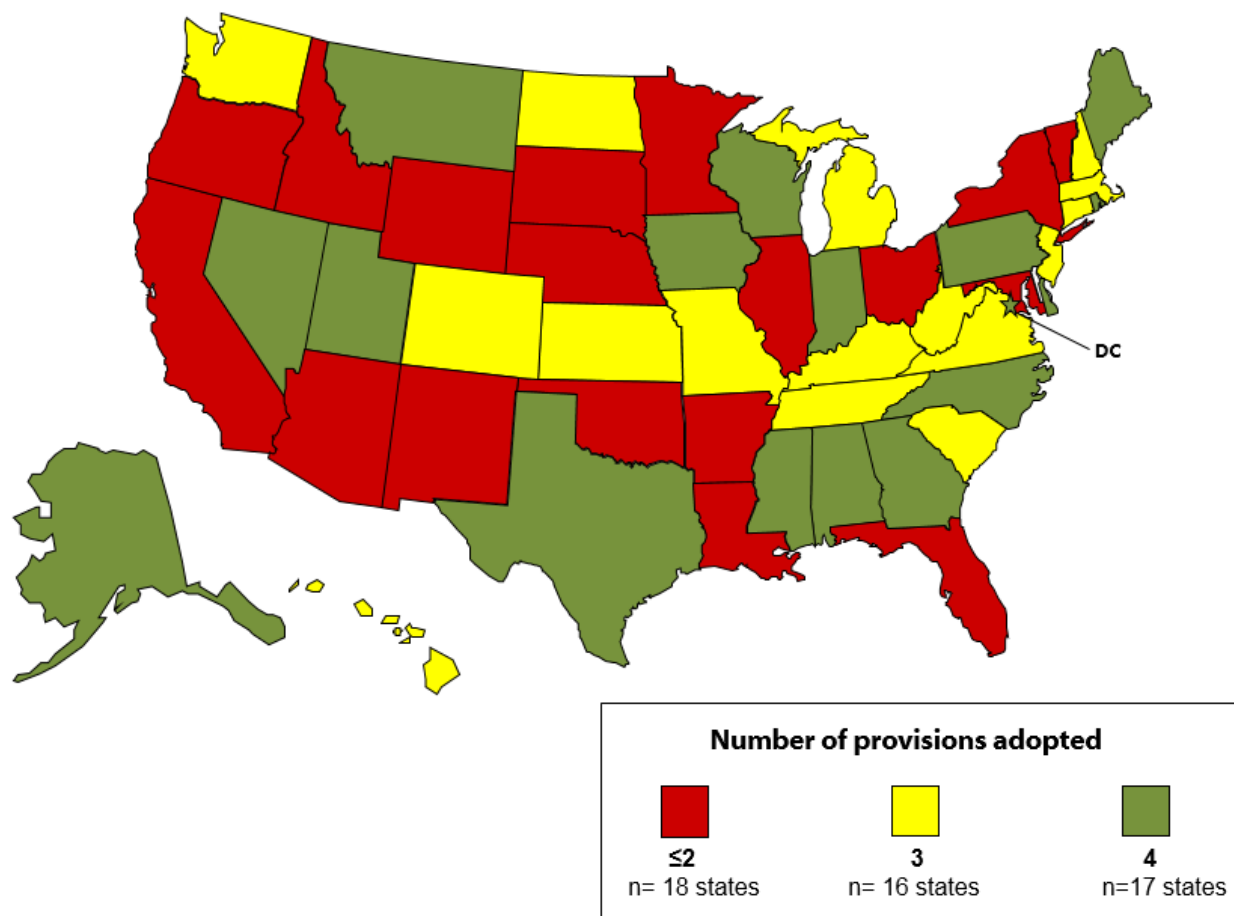 DC
Number of provisions adopted
≤2 3 4
n= 18 states n= 16 states n=17 states